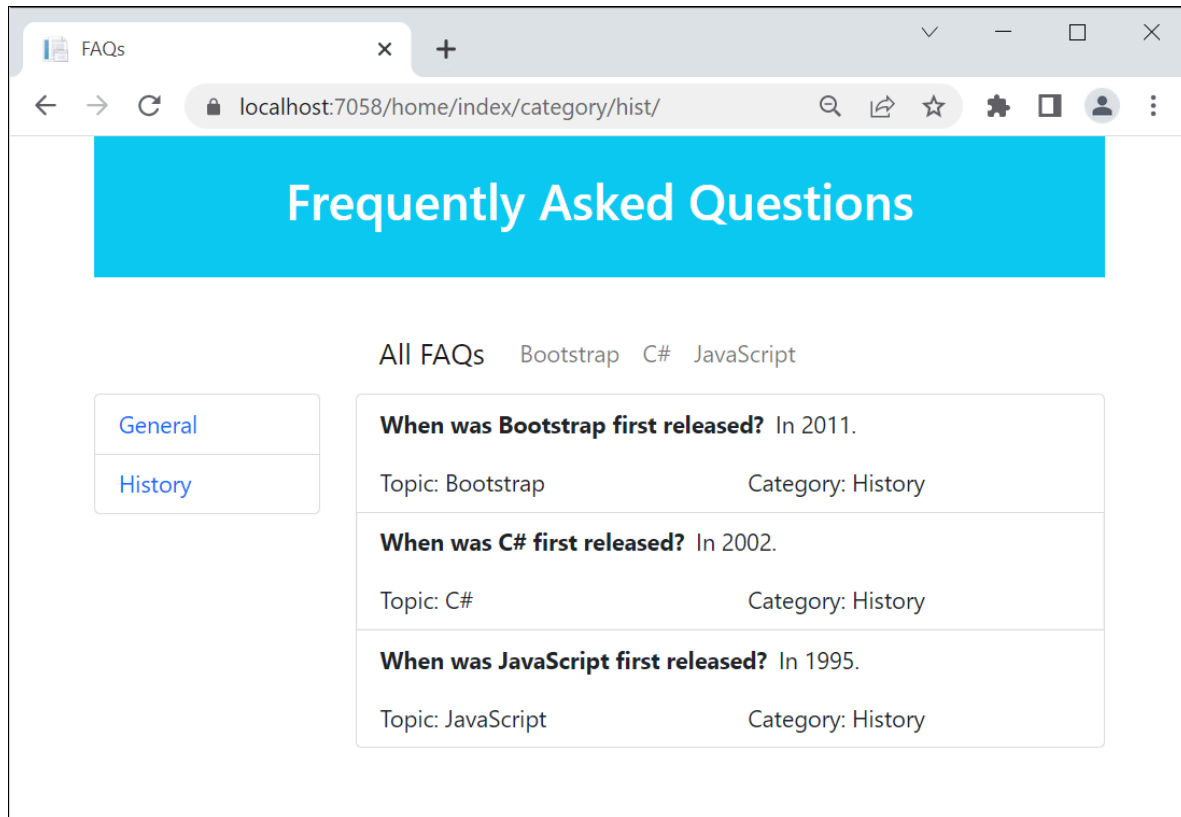 FAQs
localhost:7058/home/index/category/hist/
Frequently Asked Questions
All FAQs Bootstrap C# JavaScript
General
History
When was Bootstrap first released? In 2011.
Topic: Bootstrap Category: History
When was C# first released? In 2002.
Topic: C# Category: History
When was JavaScript first released? In 1995.
Topic: JavaScript Category: History